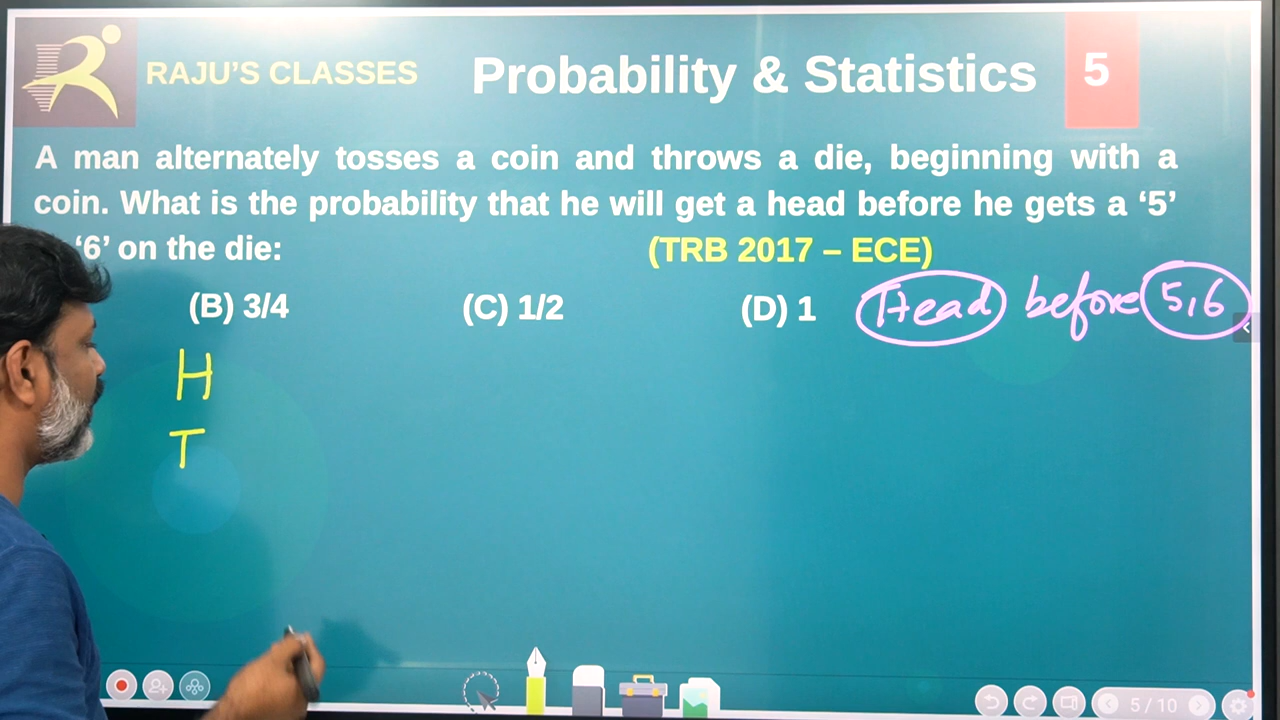 RAJU'S CLASSES
Probability & Statistics
5
A man alternately tosses a coin and throws a die, beginning with a
coin. What is the probability that he will get a head before he gets a ‘5’
‘6’ on the die:
(TRB 2017 – ECE)
(B) 3/4 (C) 1/2 (D) 1
Head before 5,6
H
T
5 / 10